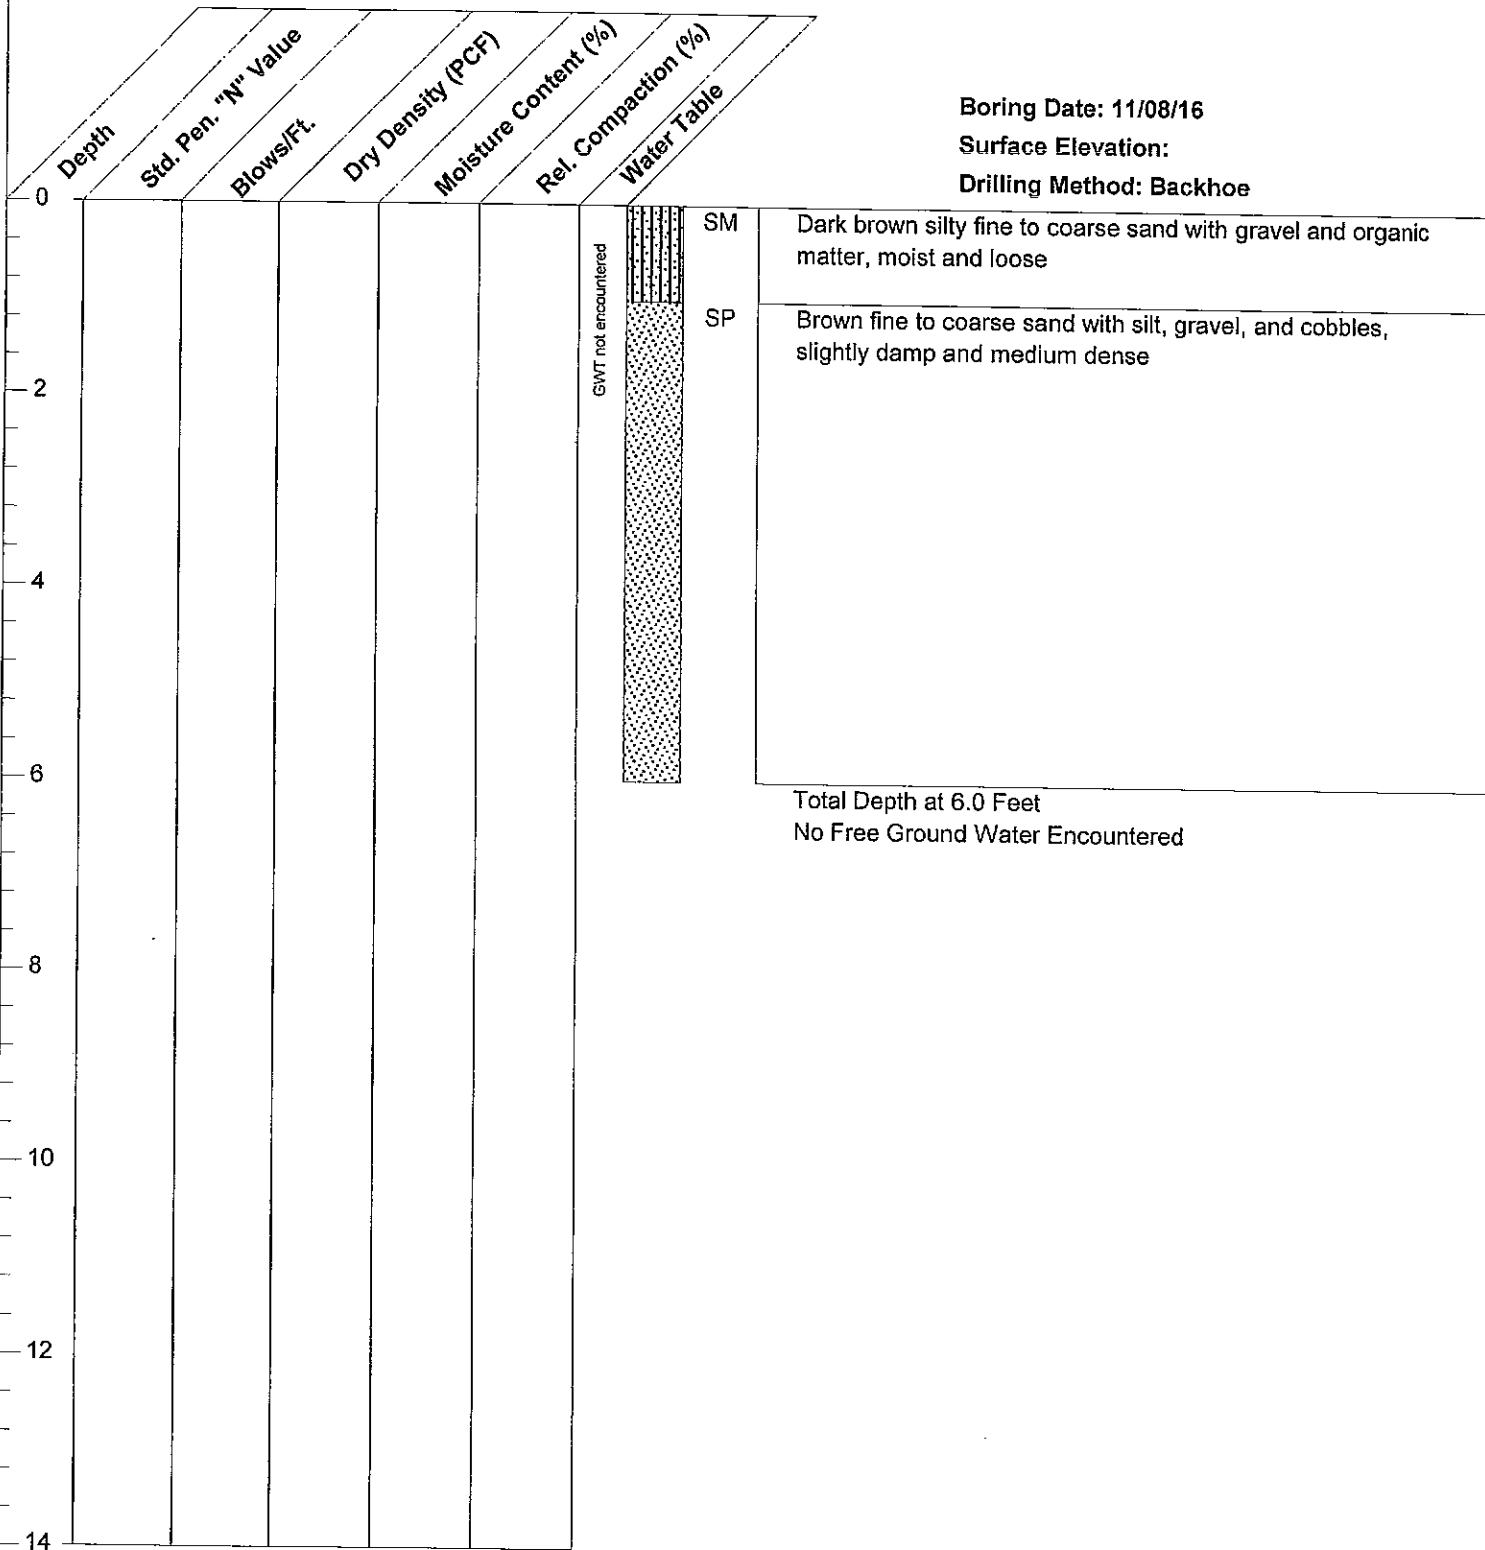 Depth
Std. Pen. "N" Value
Blows/Ft.
Dry Density (PCF)
Moisture Content (%)
Rel. Compaction (%)
Water Table
Boring Date: 11/08/16
Surface Elevation:
Drilling Method: Backhoe
0
GWT not encountered
SM
Dark brown silty fine to coarse sand with gravel and organic
matter, moist and loose
SP
Brown fine to coarse sand with silt, gravel, and cobbles,
slightly damp and medium dense
2
4
6
Total Depth at 6.0 Feet
No Free Ground Water Encountered
8
10
12
14